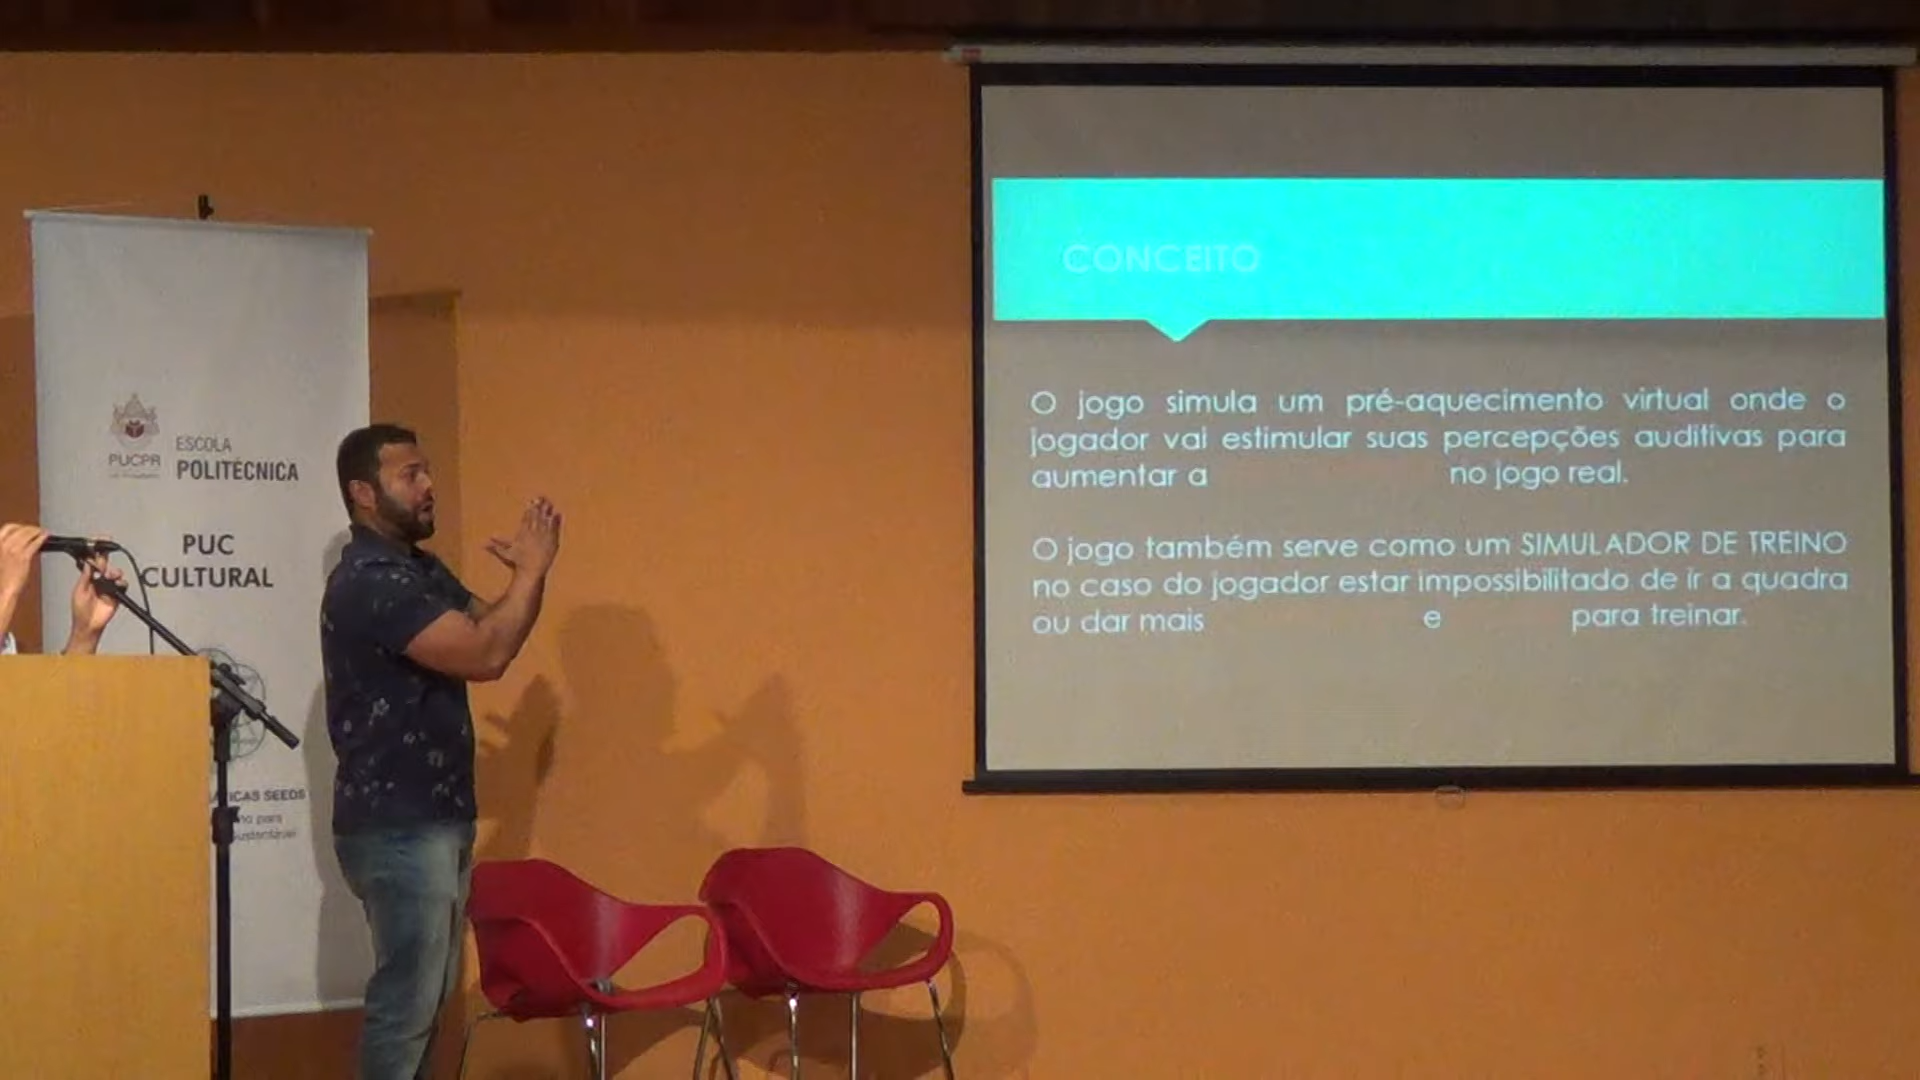 PUCPR
ESCOLA
POLITÉCNICA
PUC
CULTURAL
SEEDS
para
CONCEITO
O jogo simula um pré-aquecimento virtual onde o
jogador vai estimular suas percepções auditivas para
aumentar a no jogo real.
O jogo também serve como um SIMULADOR DE TREINO
no caso do jogador estar impossibilitado de ir a quadra
ou dar mais e para treinar.